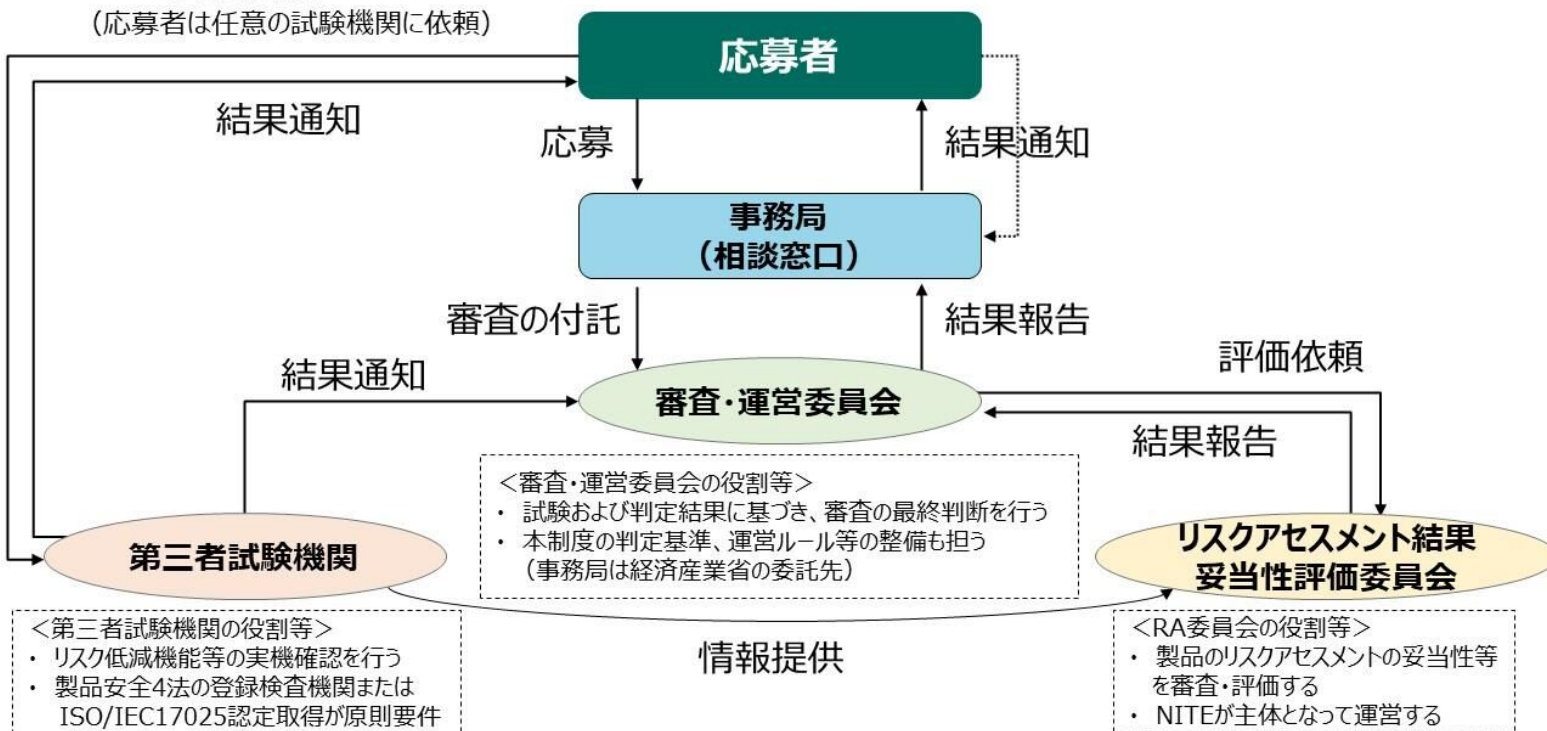 （応募者は任意の試験機関に依頼）
応募者
結果通知
応募
結果通知
事務局
（相談窓口）
審査の付託
結果報告
結果通知
評価依頼
審査・運営委員会
結果報告
＜審査・運営委員会の役割等＞
・ 試験および判定結果に基づき、審査の最終判断を行う
・ 本制度の判定基準、運営ルール等の整備も担う
（事務局は経済産業省の委託先）
第三者試験機関
リスクアセスメント結果
妥当性評価委員会
＜第三者試験機関の役割等＞
・ リスク低減機能等の実機確認を行う
・ 製品安全4法の登録検査機関または
ISO/IEC17025認定取得が原則要件
情報提供
＜RA委員会の役割等＞
・ 製品のリスクアセスメントの妥当性等
を審査・評価する
・ NITEが主体となって運営する